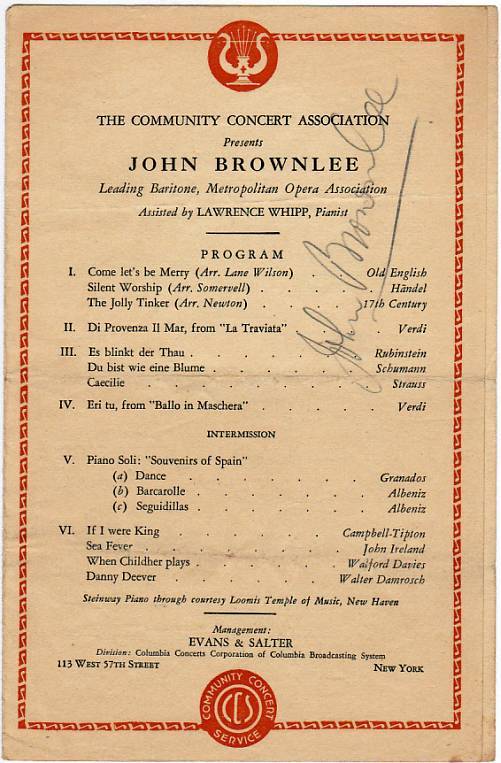 THE COMMUNITY CONCERT ASSOCIATION
Presents
JOHN BROWNLEE
Leading Baritone, Metropolitan Opera Association
Assisted by LAWRENCE WHIPP, Pianist
John Brownlee
PROGRAM
I. Come let's be Merry (Arr. Lane Wilson) . Old English
Silent Worship (Arr. Somervell) . . . . Händel
The Jolly Tinker (Arr. Newton) . . . 17th Century
II. Di Provenza Il Mar, from "La Traviata" . . . Verdi
III. Es blinkt der Thau . . . . . . . Rubinstein
Du bist wie eine Blume . . . . . . Schumann
Caecilie . . . . . . . . Strauss
IV. Eri tu, from "Ballo in Maschera" . . . . . Verdi
INTERMISSION
V. Piano Soli: "Souvenirs of Spain"
(a) Dance . . . . . . . Granados
(b) Barcarolle . . . . . . . Albeniz
(c) Seguidillas . . . . . . . Albeniz
VI. If I were King . . . . . Campbell-Tipton
Sea Fever . . . . . . . John Ireland
When Childher plays . . . . . Walford Davies
Danny Deever . . . . . . Walter Damrosch
Steinway Piano through courtesy Loomis Temple of Music, New Haven
Management:
EVANS & SALTER
Division: Columbia Concerts Corporation of Columbia Broadcasting System
113 WEST 57TH STREET NEW YORK
COMMUNITY CONCERT
CCS
SERVICE